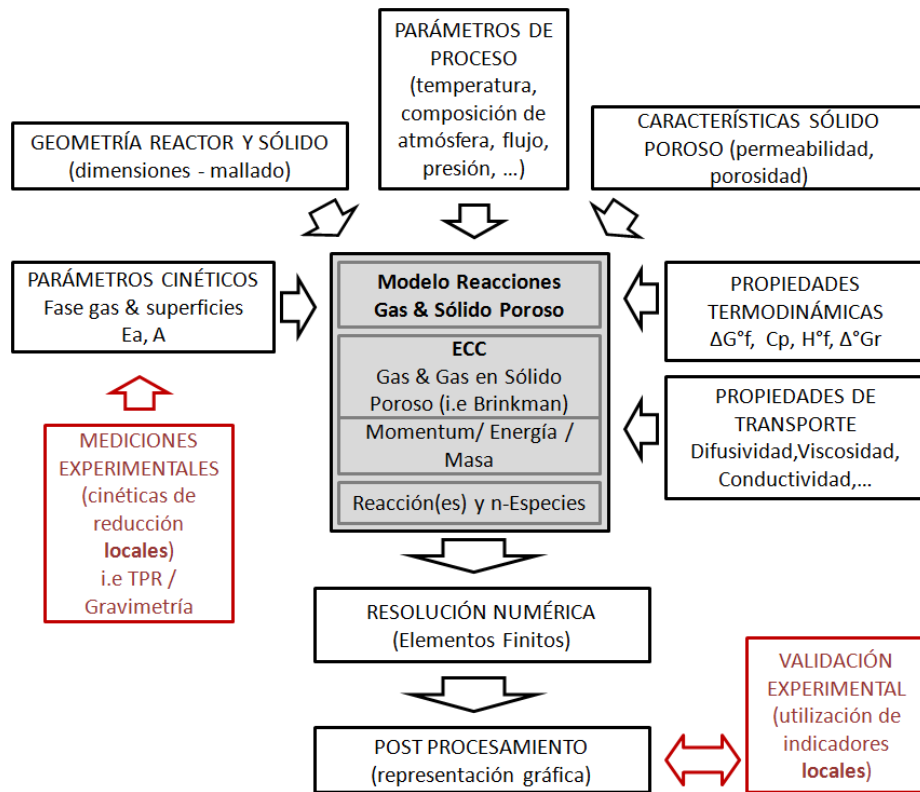 PARÁMETROS DE
PROCESO
(temperatura,
composición de
atmósfera, flujo,
presión, ...)
GEOMETRÍA REACTOR Y SÓLIDO
(dimensiones - mallado)
CARACTERÍSTICAS SÓLIDO
POROSO (permeabilidad,
porosidad)
PARÁMETROS CINÉTICOS
Fase gas & superficies
Ea, A
Modelo Reacciones
Gas & Sólido Poroso
ECC
Gas & Gas en Sólido
Poroso (i.e Brinkman)
Momentum/ Energía /
Masa
Reacción(es) y n-Especies
PROPIEDADES
TERMODINÁMICAS
ΔG°f, Cp, H°f, Δ°Gr
PROPIEDADES DE
TRANSPORTE
Difusividad,Viscosidad,
Conductividad,...
MEDICIONES
EXPERIMENTALES
(cinéticas de
reducción
locales)
i.e TPR /
Gravimetría
RESOLUCIÓN NUMÉRICA
(Elementos Finitos)
POST PROCESAMIENTO
(representación gráfica)
VALIDACIÓN
EXPERIMENTAL
(utilización de
indicadores
locales)